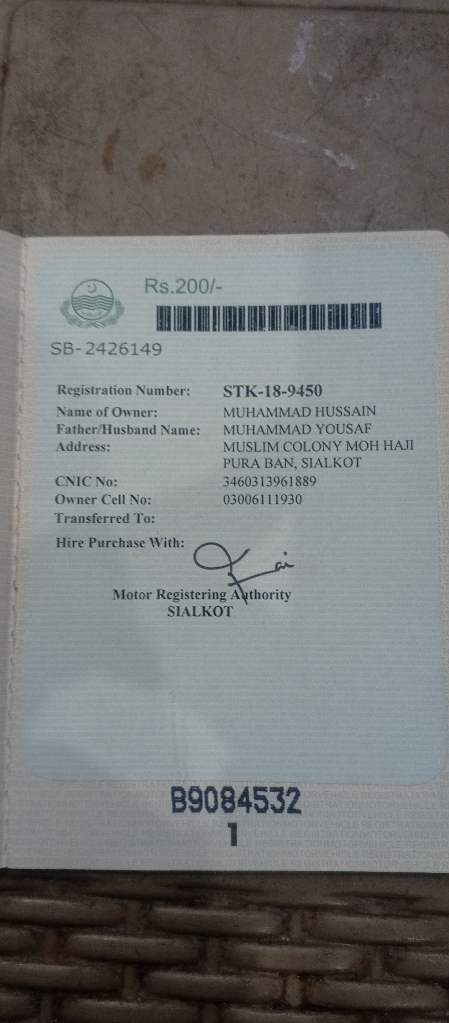 Rs.200/-
SB-2426149
Registration Number: STK-18-9450
Name of Owner: MUHAMMAD HUSSAIN
Father/Husband Name: MUHAMMAD YOUSAF
Address: MUSLIM COLONY MOH HAJI
PURA BAN, SIALKOT
CNIC No: 3460313961889
Owner Cell No: 03006111930
Transferred To:
Hire Purchase With:
Motor Registering Authority
SIALKOT
B9084532
1